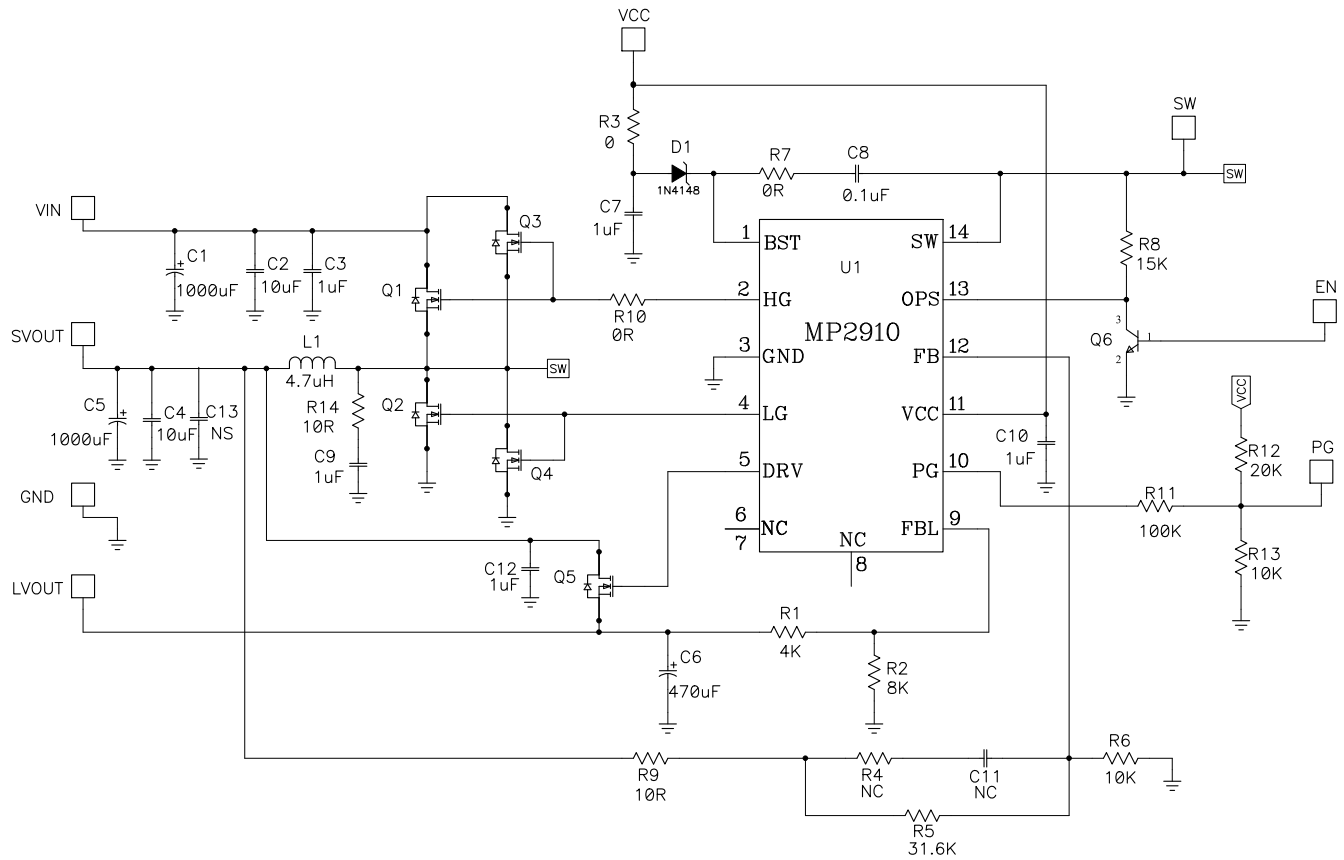 VCC
R3
0
D1
1N4148
R7
0R
C8
0.1uF
SW
SW
C7
1uF
VIN
C1
+
1000uF
C2
10uF
C3
1uF
Q3
Q1
R10
0R
1
BST
SW
14
U1
2
HG
OPS
13
MP2910
3
GND
FB
12
4
LG
VCC
11
5
DRV
PG
10
6
NC
7
FBL
9
NC
8
R8
15K
EN
3
Q6
1
2
SVOUT
L1
4.7uH
SW
C5
+
1000uF
C4
10uF
C13
NS
R14
10R
Q2
C9
1uF
Q4
C10
1uF
VCC
R12
20K
PG
R11
100K
R13
10K
GND
LVOUT
C12
1uF
Q5
R1
4K
C6
+
470uF
R2
8K
R9
10R
R4
NC
C11
NC
R6
10K
R5
31.6K